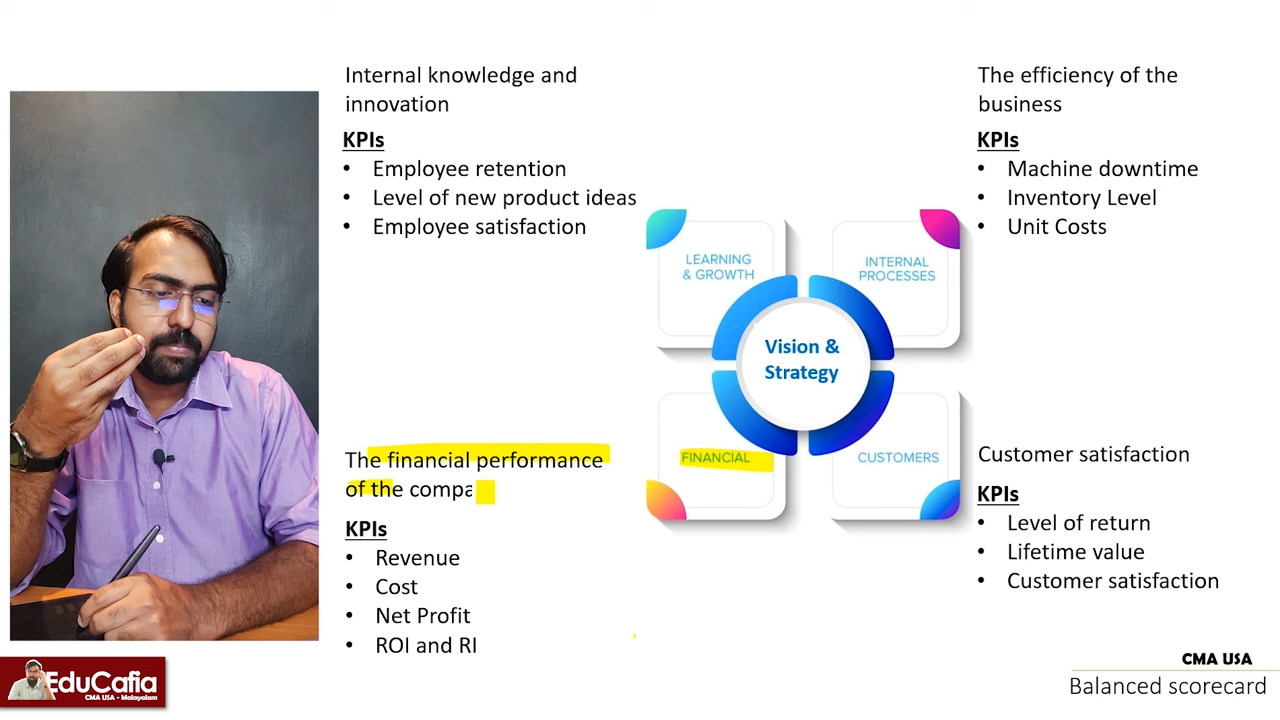 Internal knowledge and
innovation
KPIs
• Employee retention
• Level of new product ideas
• Employee satisfaction
The efficiency of the
business
KPIs
• Machine downtime
• Inventory Level
• Unit Costs
LEARNING
& GROWTH
INTERNAL
PROCESSES
Vision &
Strategy
FINANCIAL
CUSTOMERS
The financial performance
of the compa
KPIs
• Revenue
• Cost
• Net Profit
• ROI and RI
Customer satisfaction
KPIs
• Level of return
• Lifetime value
• Customer satisfaction
EduCafia
CMA USA - Malayalam
CMA USA
Balanced scorecard